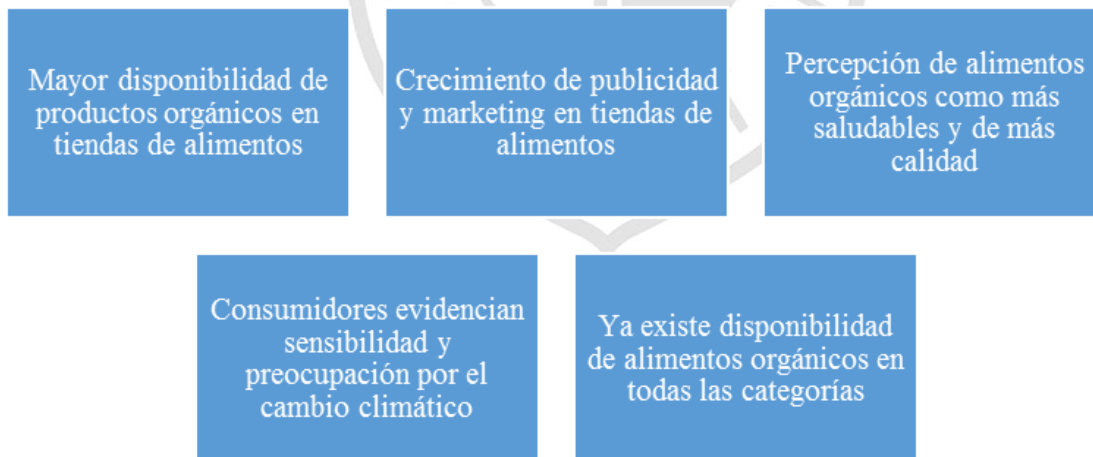 Mayor disponibilidad de
productos orgánicos en
tiendas de alimentos
Crecimiento de publicidad
y marketing en tiendas de
alimentos
Percepción de alimentos
orgánicos como más
saludables y de más
calidad
Consumidores evidencian
sensibilidad y
preocupación por el
cambio climático
Ya existe disponibilidad
de alimentos orgánicos en
todas las categorías